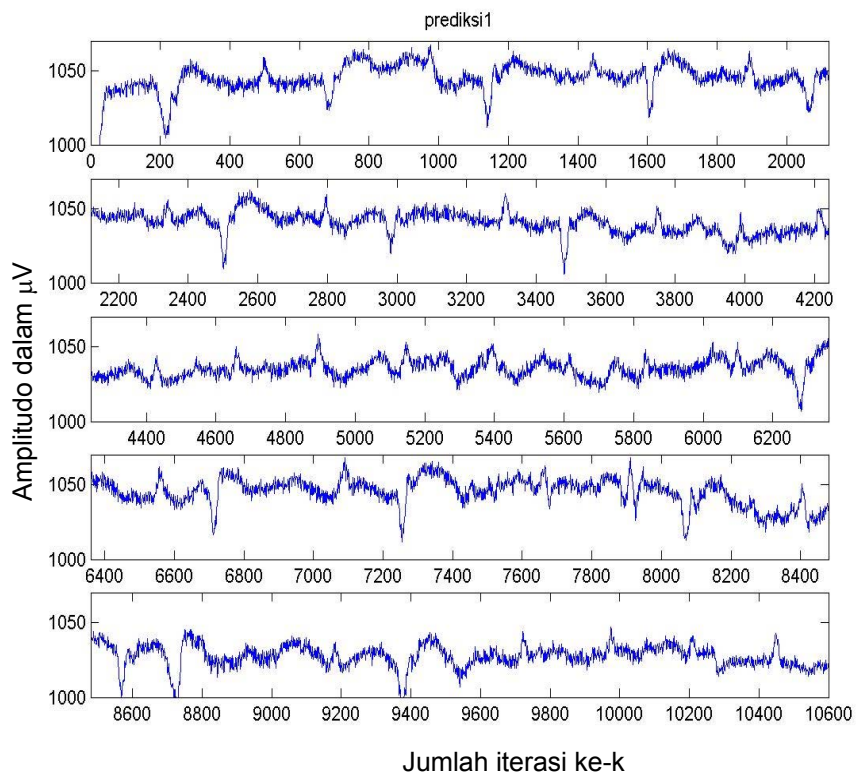 prediksi1
1050
1000
0 200 400 600 800 1000 1200 1400 1600 1800 2000
1050
1000
2200 2400 2600 2800 3000 3200 3400 3600 3800 4000 4200
1050
1000
4400 4600 4800 5000 5200 5400 5600 5800 6000 6200
1050
1000
6400 6600 6800 7000 7200 7400 7600 7800 8000 8200 8400
1050
1000
8600 8800 9000 9200 9400 9600 9800 10000 10200 10400 10600
Amplitudo dalam µV
Jumlah iterasi ke-k